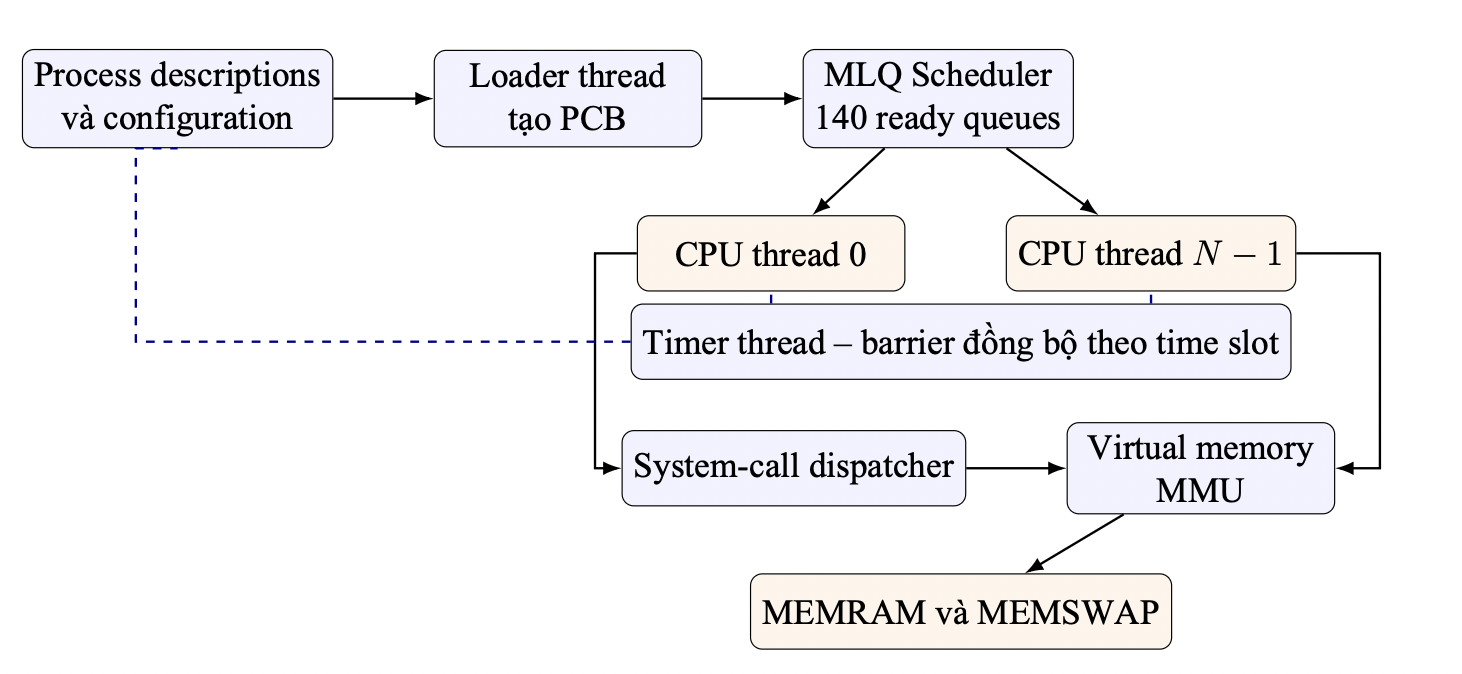 Process descriptions
và configuration
Loader thread
tạo PCB
MLQ Scheduler
140 ready queues
CPU thread 0
CPU thread N − 1
Timer thread – barrier đồng bộ theo time slot
System-call dispatcher
Virtual memory
MMU
MEMRAM và MEMSWAP